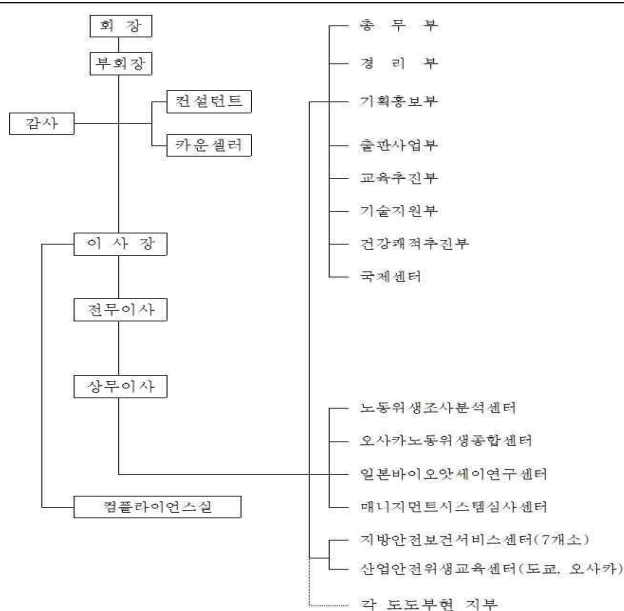 회 장
부회장
감사
컨설턴트
카운셀러
이 사 장
전무이사
상무이사
컴플라이언스실
총 무 부
경 리 부
기획홍보부
출판사업부
교육추진부
기술지원부
건강쾌적추진부
국제센터
노동위생조사분석센터
오사카노동위생종합센터
일본바이오앗세이연구센터
매니지먼트시스템심사센터
지방안전보건서비스센터(7개소)
산업안전위생교육센터(도쿄, 오사카)
각 도도부현 지부